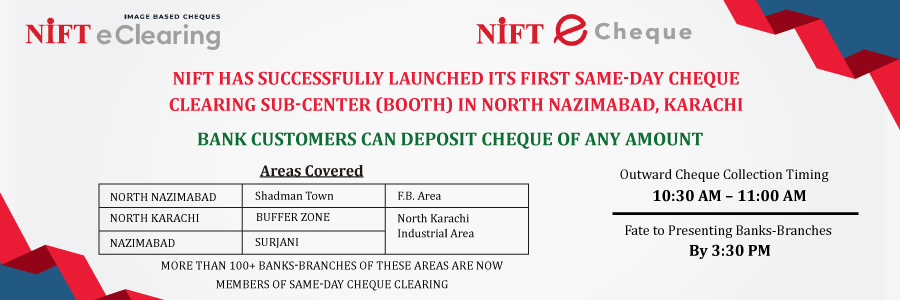 IMAGE BASED CHEQUES
NIFT eClearing
NIFT e Cheque
NIFT HAS SUCCESSFULLY LAUNCHED ITS FIRST SAME-DAY CHEQUE
CLEARING SUB-CENTER (BOOTH) IN NORTH NAZIMABAD, KARACHI
BANK CUSTOMERS CAN DEPOSIT CHEQUE OF ANY AMOUNT
Areas Covered
NORTH NAZIMABAD Shadman Town F.B. Area
NORTH KARACHI BUFFER ZONE North Karachi
Industrial Area
NAZIMABAD SURJANI
MORE THAN 100+ BANKS-BRANCHES OF THESE AREAS ARE NOW
MEMBERS OF SAME-DAY CHEQUE CLEARING
Outward Cheque Collection Timing
10:30 AM – 11:00 AM
Fate to Presenting Banks-Branches
By 3:30 PM